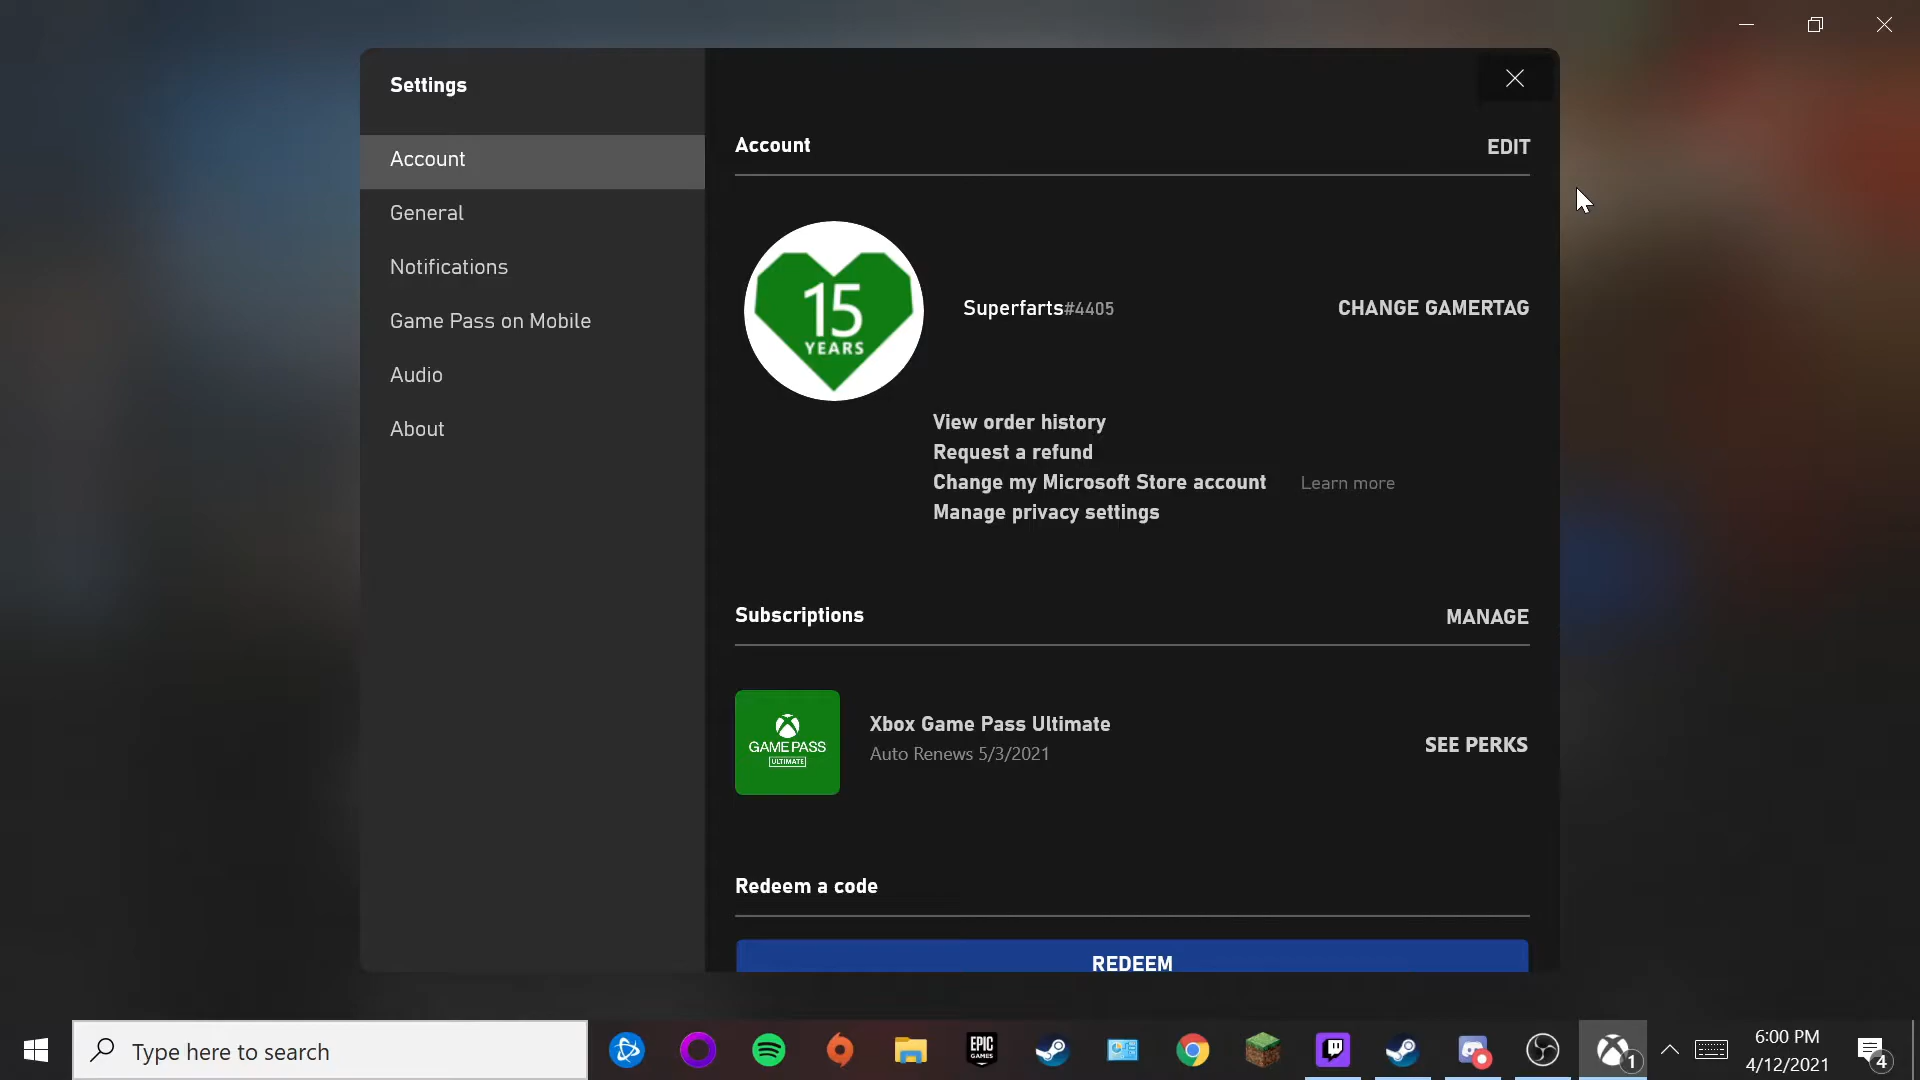 Settings
Account
General
Notifications
Game Pass on Mobile
Audio
About
Account
EDIT
15
YEARS
Superfarts#4405
CHANGE GAMERTAG
View order history
Request a refund
Change my Microsoft Store account Learn more
Manage privacy settings
Subscriptions
MANAGE
GAME PASS
ULTIMATE
Xbox Game Pass Ultimate
Auto Renews 5/3/2021
SEE PERKS
Redeem a code
REDEEM
Type here to search
EPIC
GAMES
1
6:00 PM
4/12/2021
4